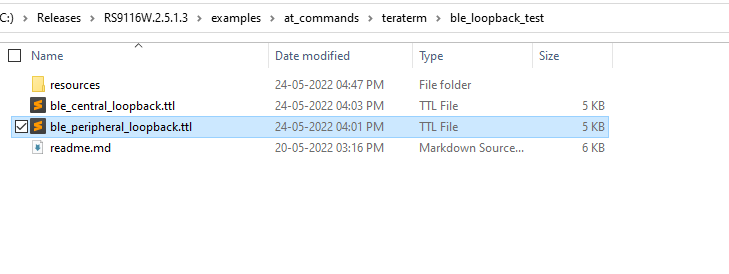 C:) > Releases > RS9116W.2.5.1.3 > examples > at_commands > teraterm > ble_loopback_test
Name Date modified Type Size
resources 24-05-2022 04:47 PM File folder
ble_central_loopback.ttl 24-05-2022 04:03 PM TTL File 5 KB
ble_peripheral_loopback.ttl 24-05-2022 04:01 PM TTL File 5 KB
readme.md 20-05-2022 03:16 PM Markdown Source... 6 KB